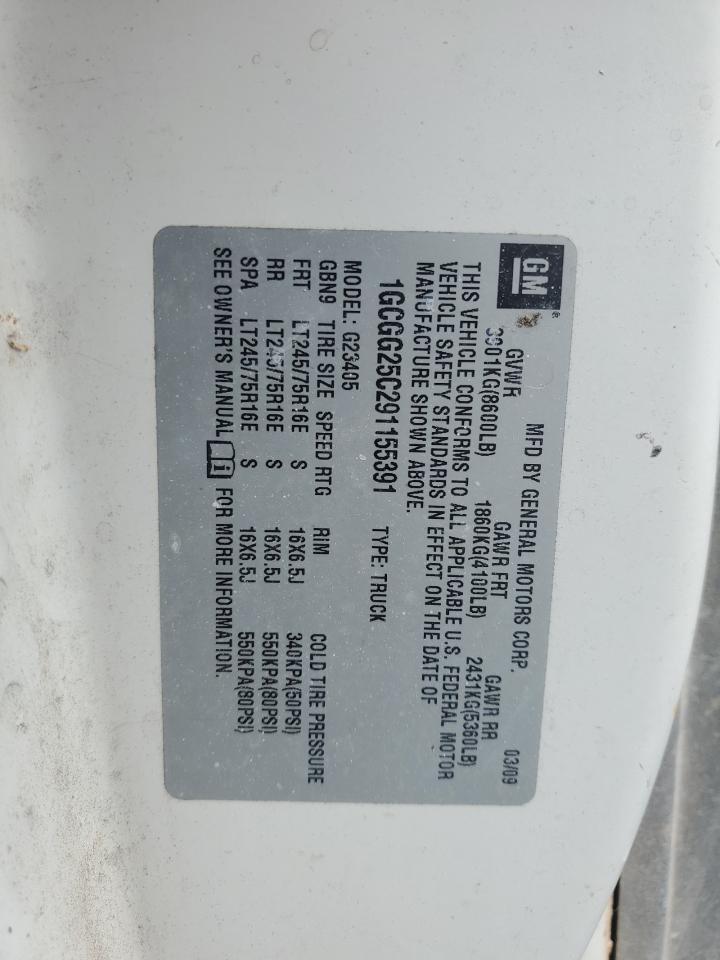 GM®
MFD BY GENERAL MOTORS CORP. 03/09
GVWR GAWR FRT GAWR RR
3901KG(8600LB) 1860KG(4100LB) 2431KG(5360LB)
THIS VEHICLE CONFORMS TO ALL APPLICABLE U.S. FEDERAL MOTOR
VEHICLE SAFETY STANDARDS IN EFFECT ON THE DATE OF
MANUFACTURE SHOWN ABOVE.
1GCGG25C291155391 TYPE: TRUCK
MODEL: G23405
GBN9 TIRE SIZE SPEED RTG RIM COLD TIRE PRESSURE
FRT LT245/75R16E S 16X6.5J 340KPA(50PSI)
RR LT245/75R16E S 16X6.5J 550KPA(80PSI)
SPA LT245/75R16E S 16X6.5J 550KPA(80PSI)
SEE OWNER'S MANUAL FOR MORE INFORMATION.